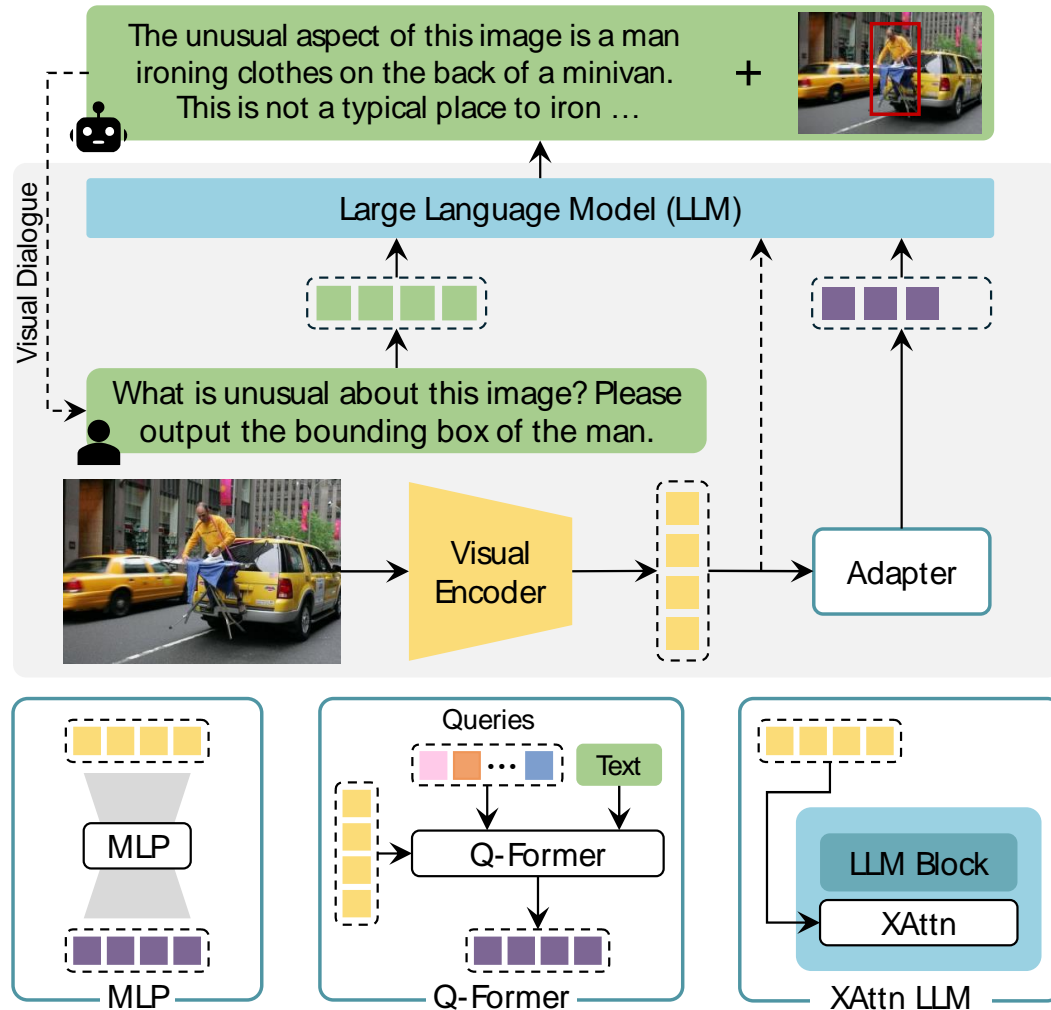 The unusual aspect of this image is a man
ironing clothes on the back of a minivan.
This is not a typical place to iron …
+
Visual Dialogue
Large Language Model (LLM)
What is unusual about this image? Please
output the bounding box of the man.
Visual
Encoder
Adapter
MLP
MLP
Queries
Text
Q-Former
Q-Former
LLM Block
XAttn
XAttn LLM